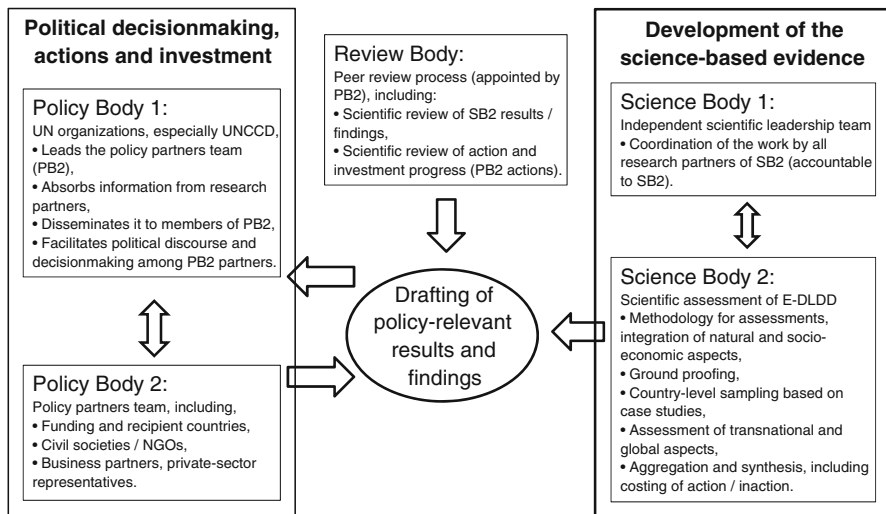 Political decisionmaking,
actions and investment
Policy Body 1:
UN organizations, especially UNCCD,
• Leads the policy partners team
(PB2),
• Absorbs information from research
partners,
• Disseminates it to members of PB2,
• Facilitates political discourse and
decisionmaking among PB2 partners.
Policy Body 2:
Policy partners team, including,
• Funding and recipient countries,
• Civil societies / NGOs,
• Business partners, private-sector
representatives.
Review Body:
Peer review process (appointed by
PB2), including:
• Scientific review of SB2 results /
findings,
• Scientific review of action and
investment progress (PB2 actions).
Drafting of
policy-relevant
results and
findings
Development of the
science-based evidence
Science Body 1:
Independent scientific leadership team
• Coordination of the work by all
research partners of SB2 (accountable
to SB2).
Science Body 2:
Scientific assessment of E-DLDD
• Methodology for assessments,
integration of natural and socio-
economic aspects,
• Ground proofing,
• Country-level sampling based on
case studies,
• Assessment of transnational and
global aspects,
• Aggregation and synthesis, including
costing of action / inaction.